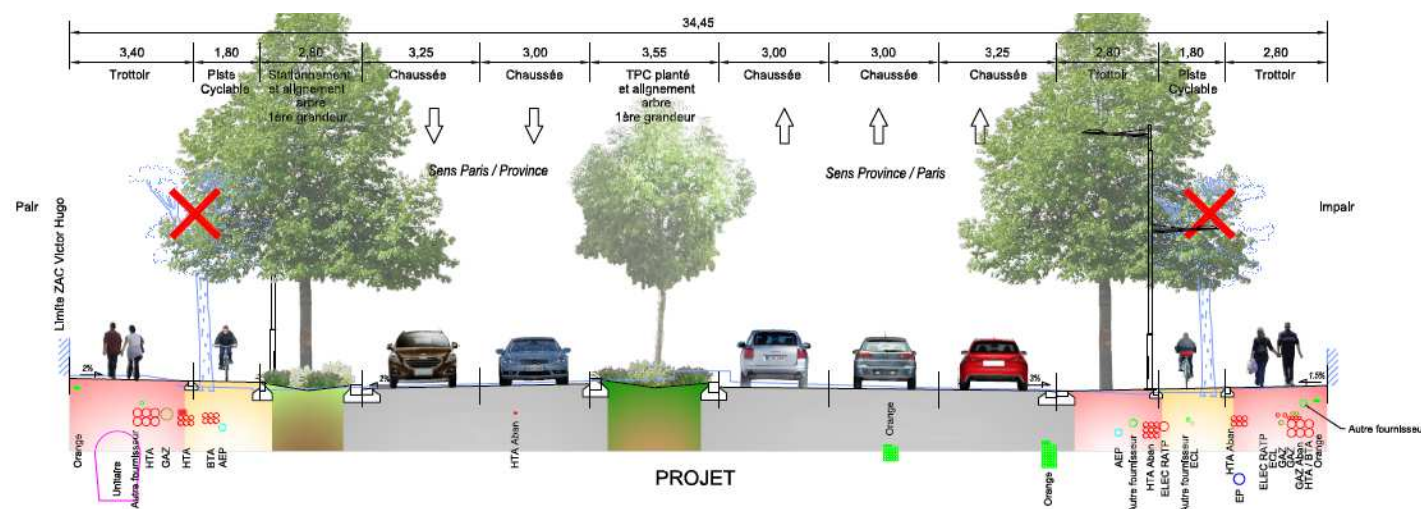 34,45
3,40
1,80
2,80
3,25
3,00
3,55
3,00
3,00
3,25
2,80
1,80
2,80
Trottoir
Piste
Cyclable
Stationnement
et alignement
arbre
1ère grandeur
Chaussée
Chaussée
TPC planté
et alignement
arbre
1ère grandeur
Chaussée
Chaussée
Chaussée
Trottoir
Piste
Cyclable
Trottoir
Sens Paris / Province
Sens Province / Paris
Pair
Limite ZAC Victor Hugo
Impair
2%
2%
3%
1.5%
Orange
Unitaire
Autre fournisseur
HTA
GAZ
HTA
BTA
AEP
HTA Aban
Orange
Orange
AEP
Autre fournisseur
HTA Aban
ELEC RATP
Autre fournisseur
ECL
HTA Aban
EP
ELEC RATP
ECL
GAZ
GAZ
GAZ Aban
HTA / BTA
Orange
Autre fournisseur
PROJET